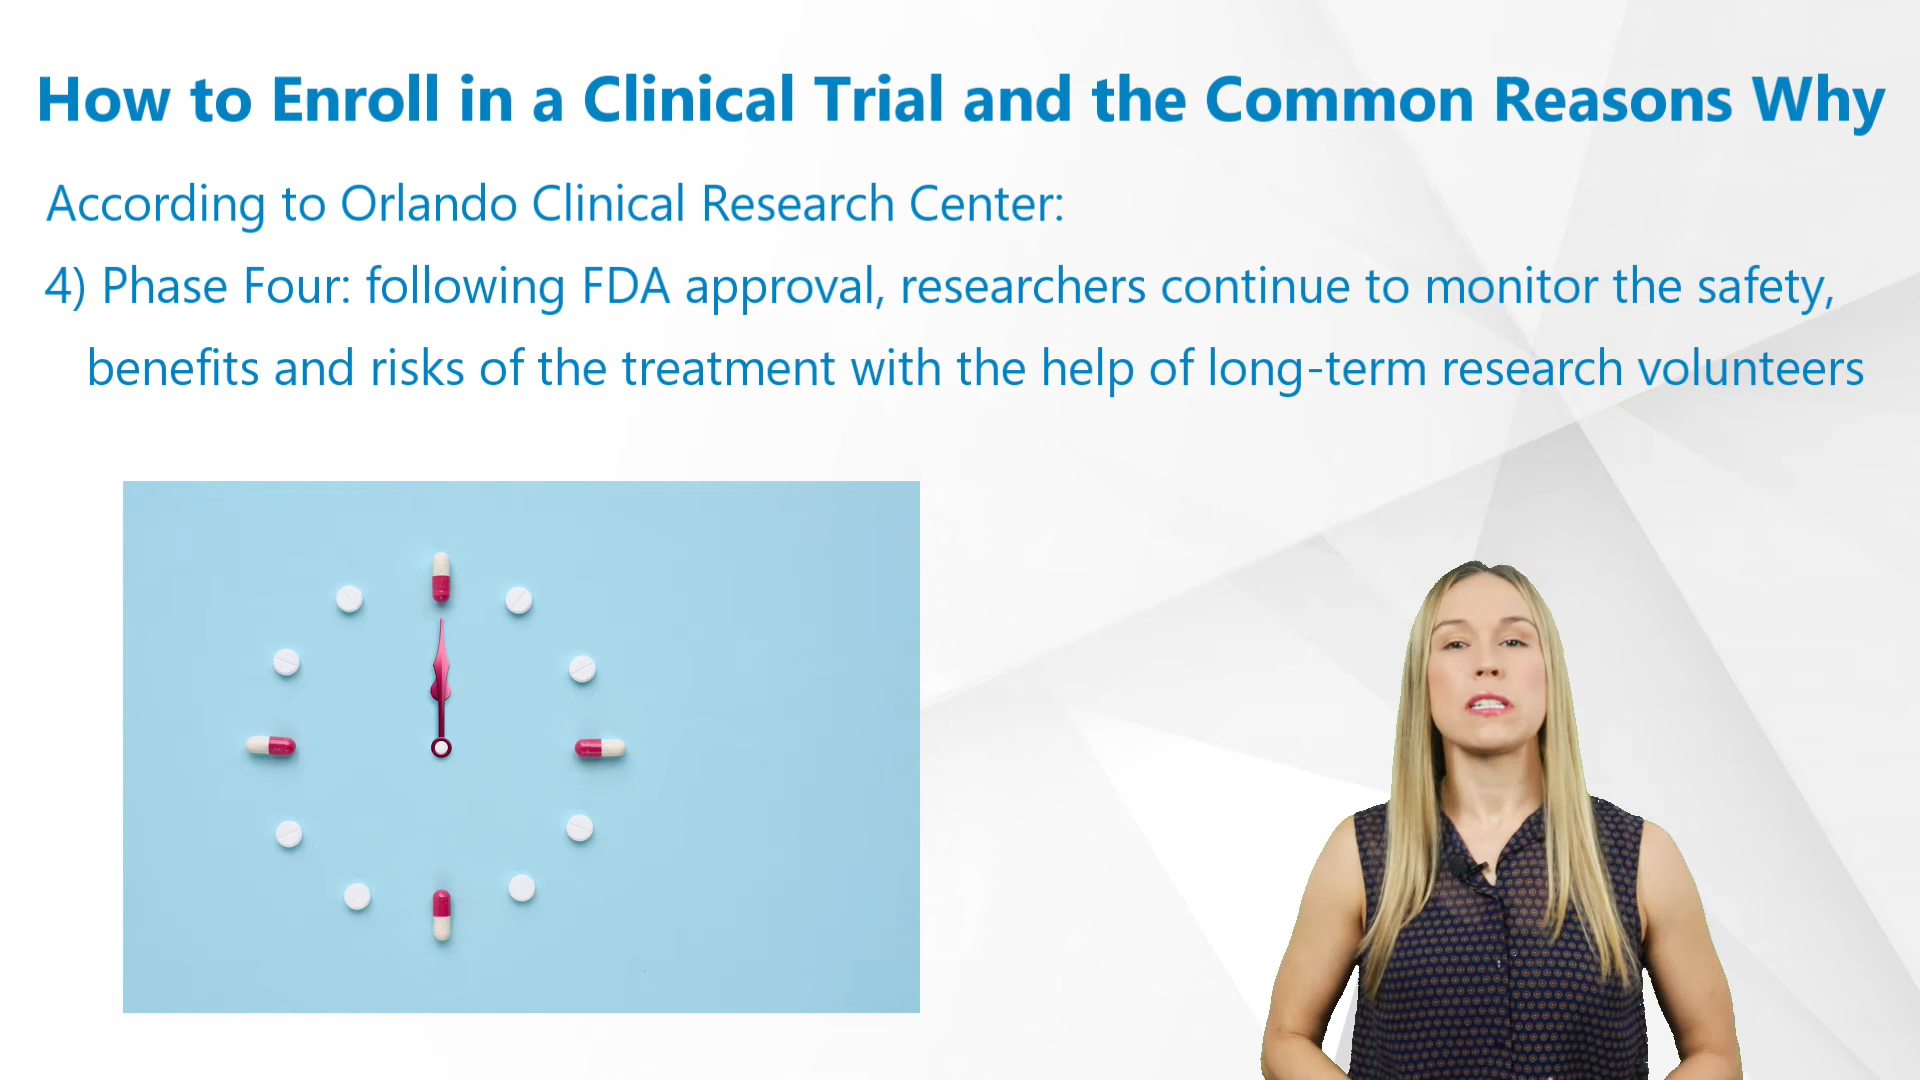 How to Enroll in a Clinical Trial and the Common Reasons Why
According to Orlando Clinical Research Center:
4) Phase Four: following FDA approval, researchers continue to monitor the safety,
benefits and risks of the treatment with the help of long-term research volunteers